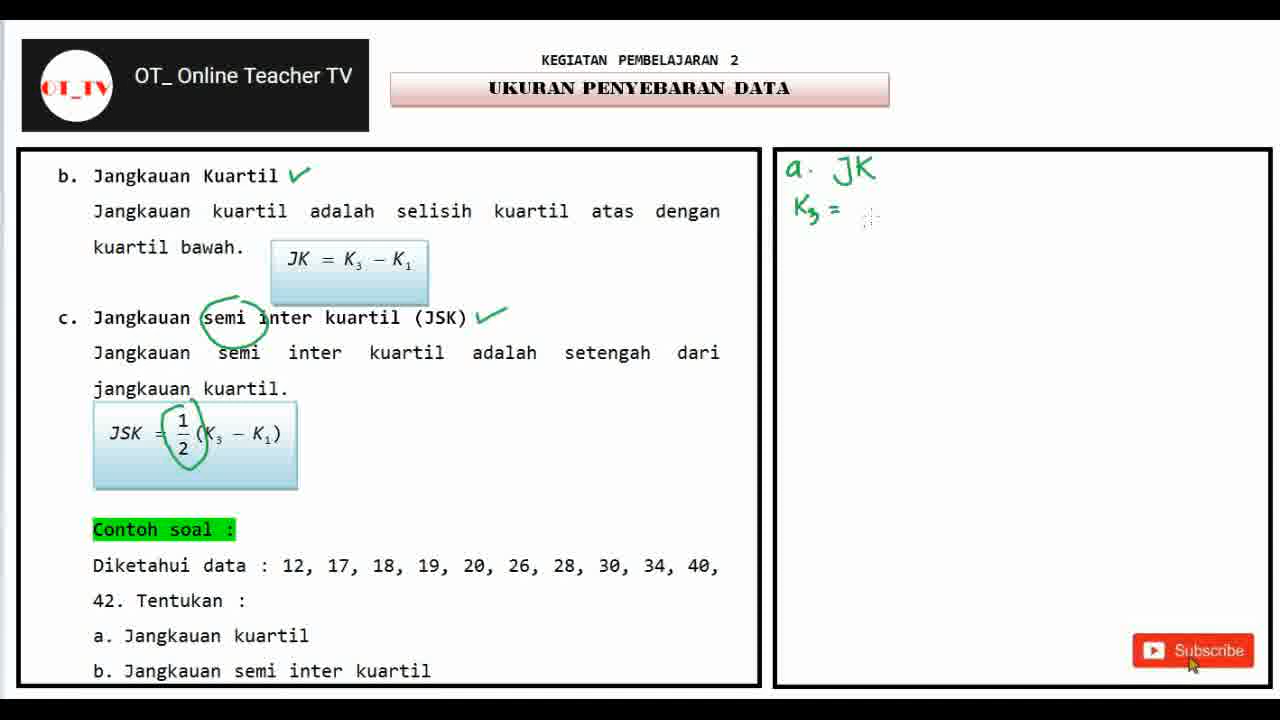 OT_TV
OT_ Online Teacher TV
KEGIATAN PEMBELAJARAN 2
UKURAN PENYEBARAN DATA
b. Jangkauan Kuartil ✓
Jangkauan kuartil adalah selisih kuartil atas dengan
kuartil bawah.
JK = K₃ − K₁
c. Jangkauan semi inter kuartil (JSK) ✓
Jangkauan semi inter kuartil adalah setengah dari
jangkauan kuartil.
JSK = 1/2 (K₃ − K₁)
Contoh soal :
Diketahui data : 12, 17, 18, 19, 20, 26, 28, 30, 34, 40,
42. Tentukan :
a. Jangkauan kuartil
b. Jangkauan semi inter kuartil
a. JK
K₃ =
Subscribe